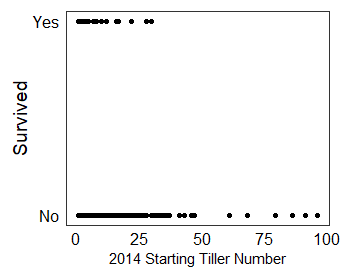 Yes
Survived
No
0 25 50 75 100
2014 Starting Tiller Number